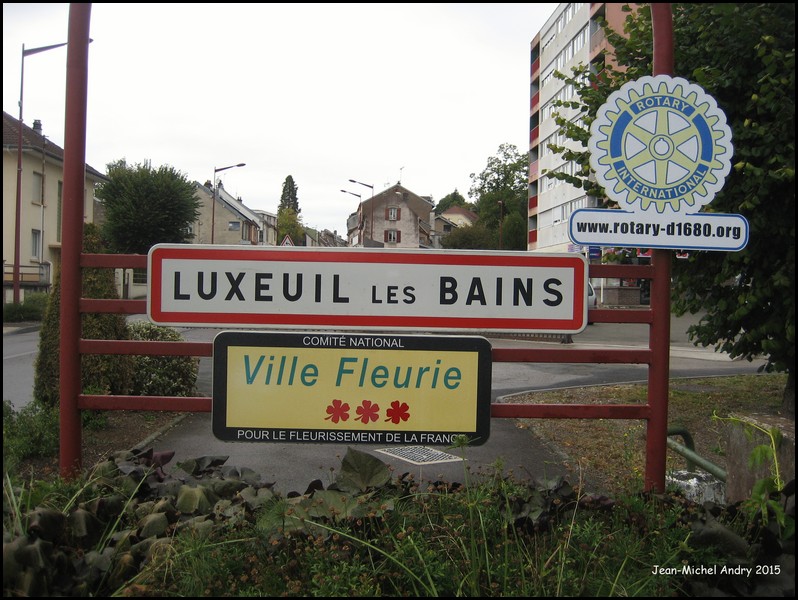 ROTARY
INTERNATIONAL
www.rotary-d1680.org
LUXEUIL LES BAINS
COMITÉ NATIONAL
Ville Fleurie
POUR LE FLEURISSEMENT DE LA FRANCE
Jean-Michel Andry 2015